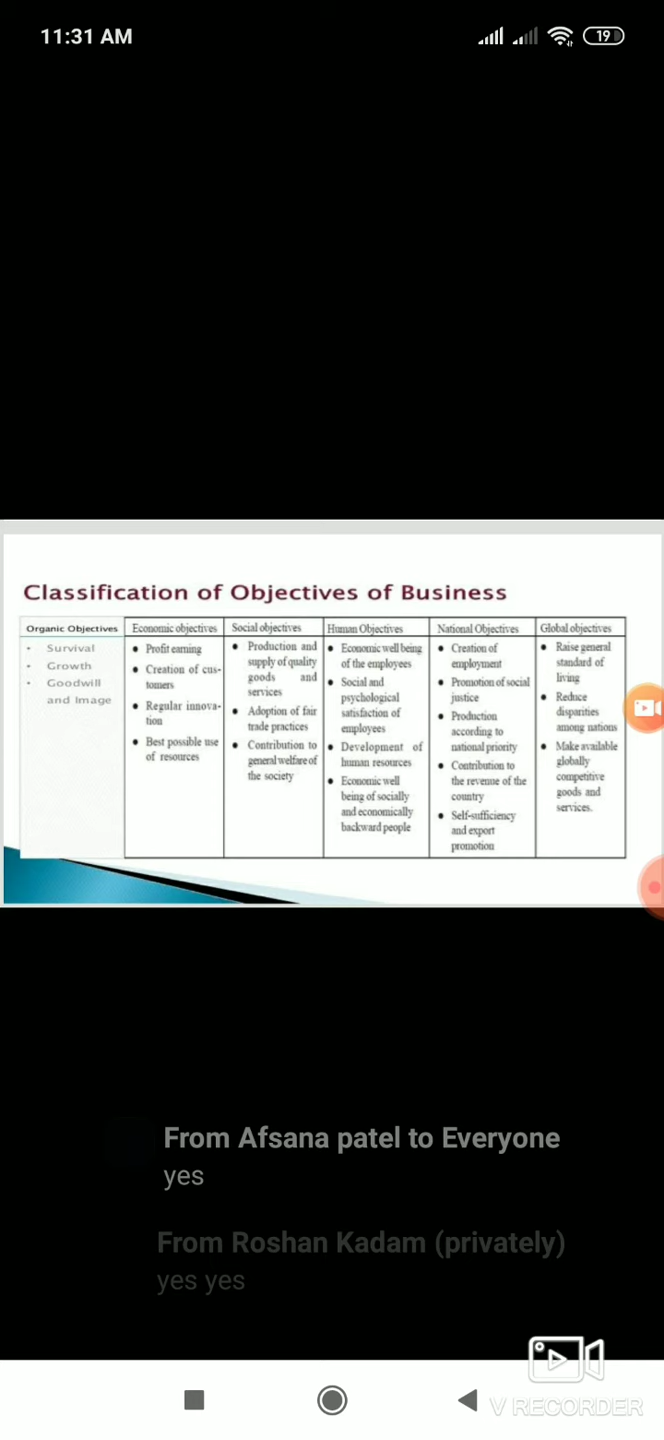 11:31 AM
19
Classification of Objectives of Business
Organic Objectives
• Survival
• Growth
• Goodwill
and Image
Economic objectives
• Profit earning
• Creation of cus-
tomers
• Regular innova-
tion
• Best possible use
of resources
Social objectives
• Production and
supply of quality
goods and
services
• Adoption of fair
trade practices
• Contribution to
general welfare of
the society
Human Objectives
• Economic well being
of the employees
• Social and
psychological
satisfaction of
employees
• Development of
human resources
• Economic well
being of socially
and economically
backward people
National Objectives
• Creation of
employment
• Promotion of social
justice
• Production
according to
national priority
• Contribution to
the revenue of the
country
• Self-sufficiency
and export
promotion
Global objectives
• Raise general
standard of
living
• Reduce
disparities
among nations
• Make available
globally
competitive
goods and
services.
From Afsana patel to Everyone
yes
From Roshan Kadam (privately)
yes yes
V RECORDER